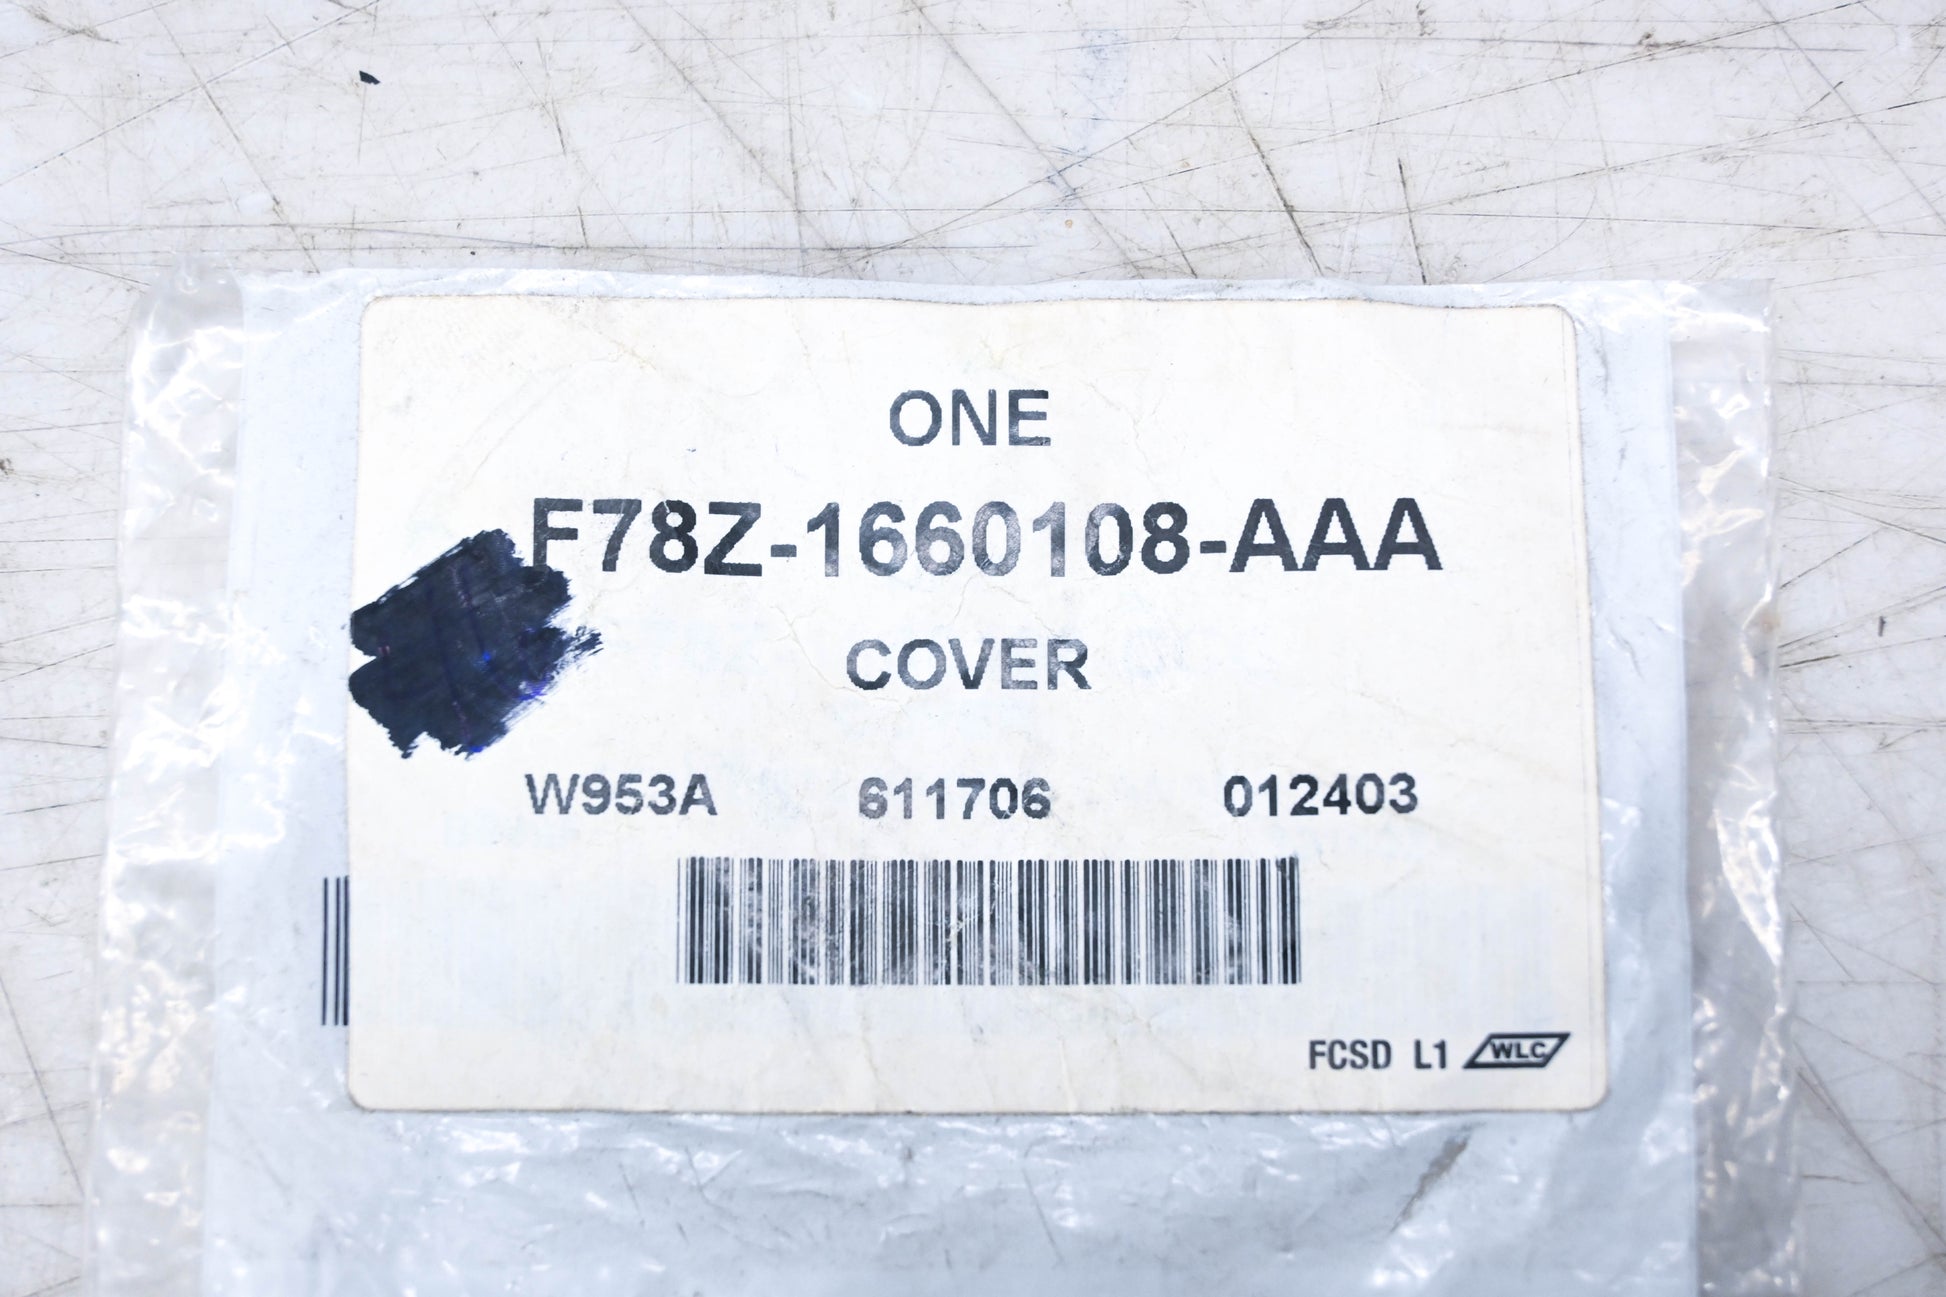 ONE
F78Z-1660108-AAA
COVER
W953A 611706 012403
FCSD L1 WLC